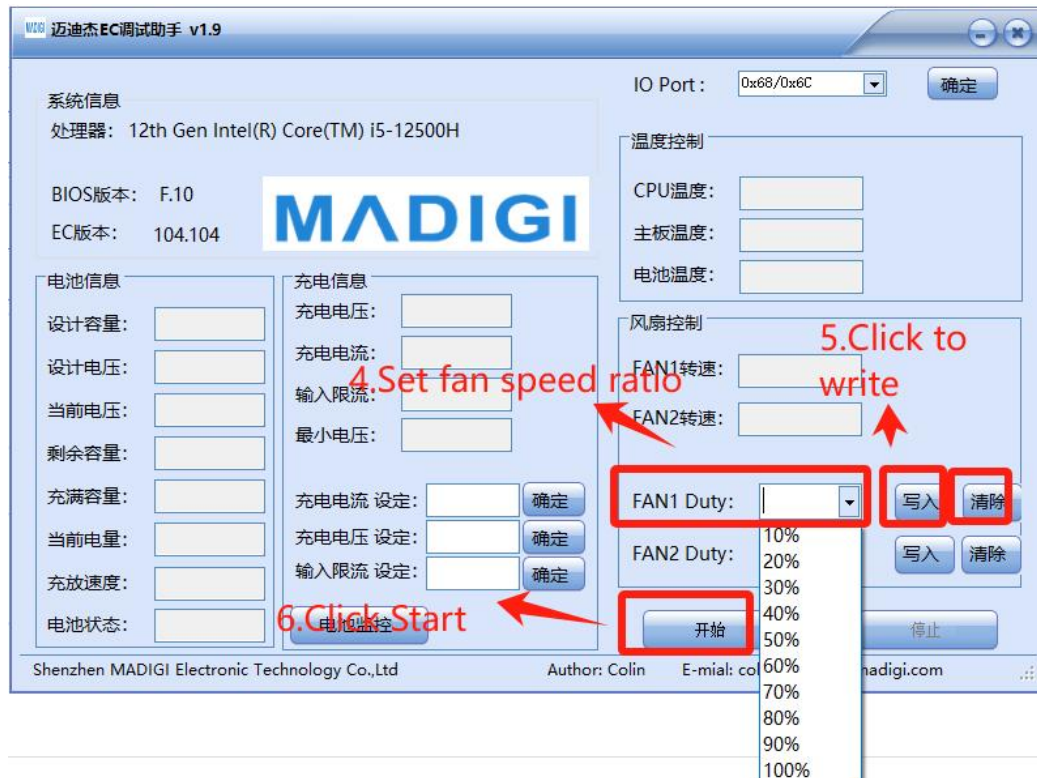 MADIGI 迈迪杰EC调试助手 v1.9
IO Port : 0x68/0x6C 确定
系统信息
处理器: 12th Gen Intel(R) Core(TM) i5-12500H
BIOS版本: F.10
EC版本: 104.104
MADIGI
温度控制
CPU温度:
主板温度:
电池温度:
电池信息
设计容量:
设计电压:
当前电压:
剩余容量:
充满容量:
当前电量:
充放速度:
电池状态:
充电信息
充电电压:
充电电流:
输入限流:
最小电压:
充电电流 设定: 确定
充电电压 设定: 确定
输入限流 设定: 确定
电池监控
风扇控制
FAN1转速:
FAN2转速:
4.Set fan speed ratio
5.Click to
write
FAN1 Duty: 写入 清除
FAN2 Duty: 写入 清除
10%
20%
30%
40%
50%
60%
70%
80%
90%
100%
6.Click Start
开始 停止
Shenzhen MADIGI Electronic Technology Co.,Ltd Author: Colin E-mial: madigi.com